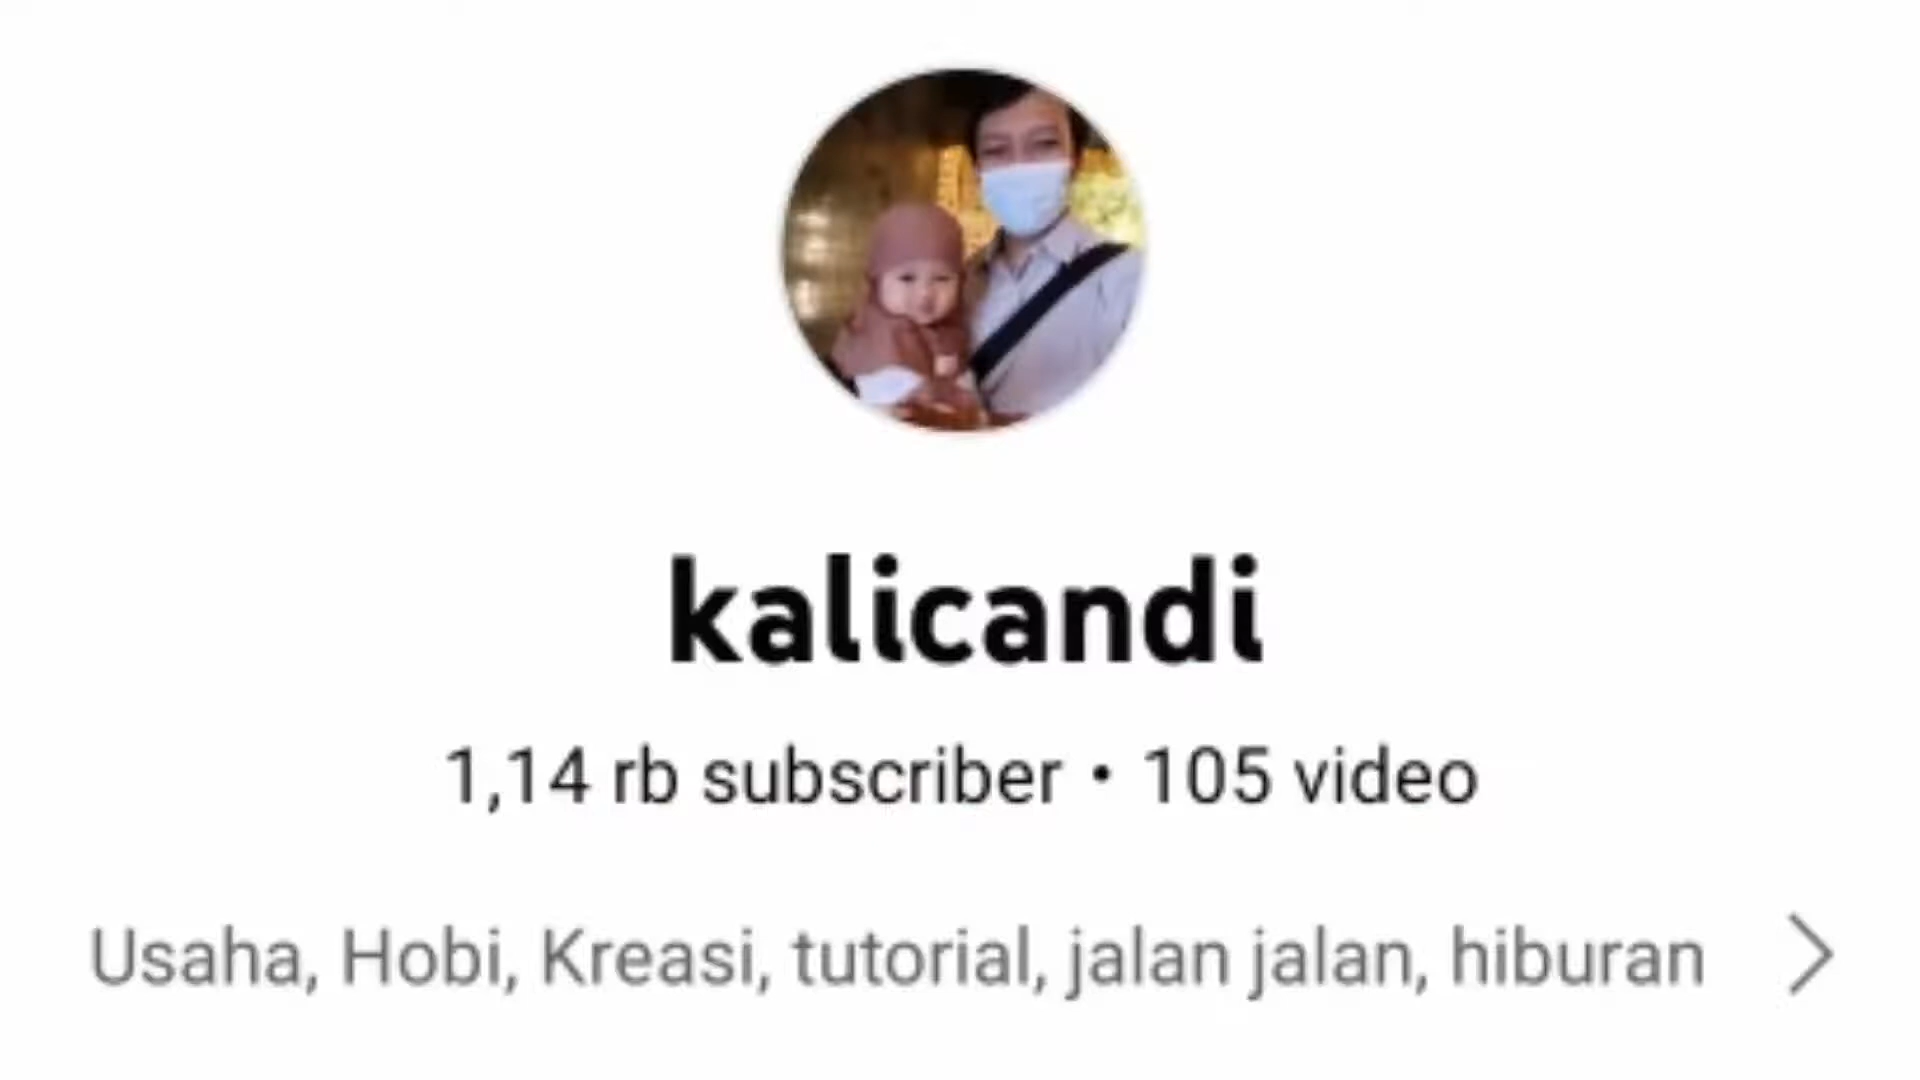 kalicandi
1,14 rb subscriber • 105 video
Usaha, Hobi, Kreasi, tutorial, jalan jalan, hiburan